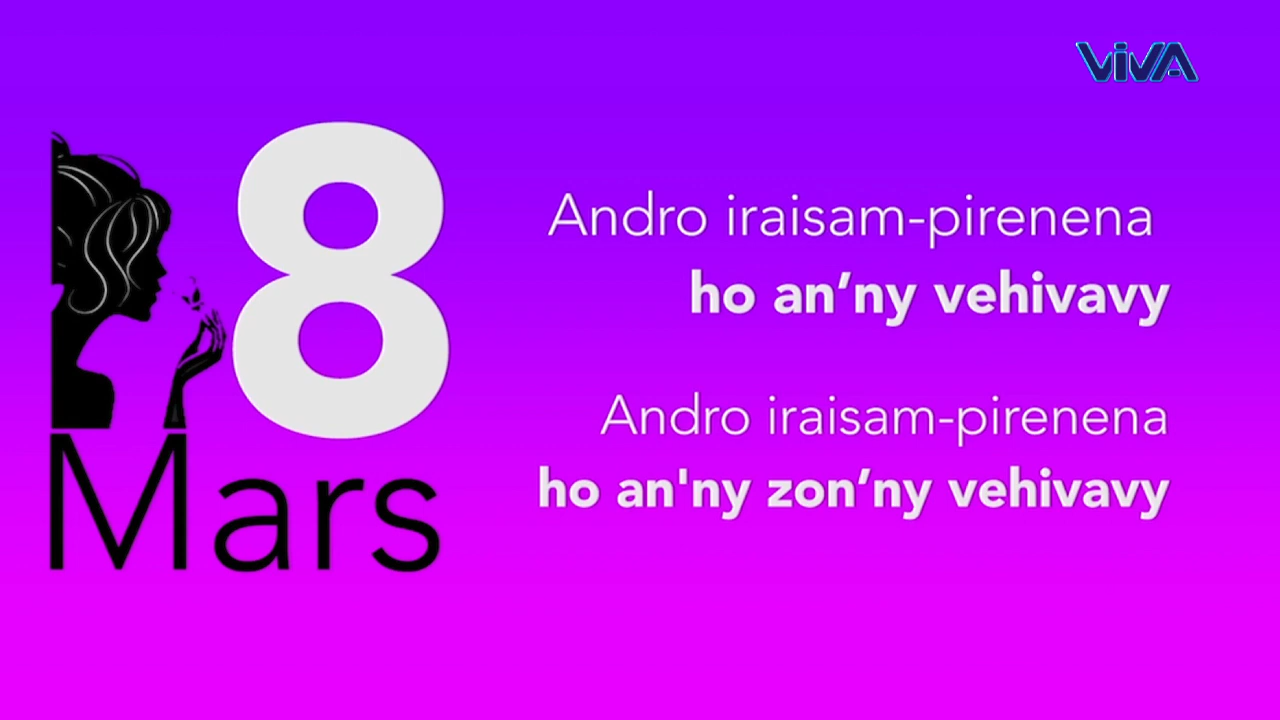 VIVA
8
Mars
Andro iraisam-pirenena
ho an’ny vehivavy
Andro iraisam-pirenena
ho an'ny zon’ny vehivavy